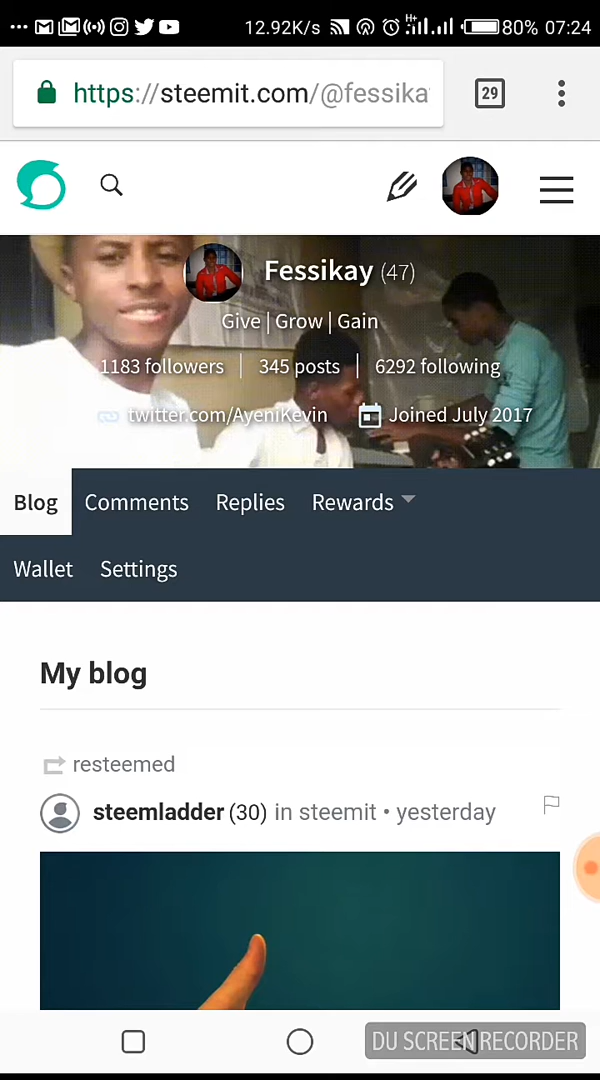 12.92K/s H+ 80% 07:24
https://steemit.com/@fessika
29
Fessikay (47)
Give | Grow | Gain
1183 followers | 345 posts | 6292 following
twitter.com/AyeniKevin Joined July 2017
Blog Comments Replies Rewards
Wallet Settings
My blog
resteemed
steemladder (30) in steemit • yesterday
DU SCREEN RECORDER